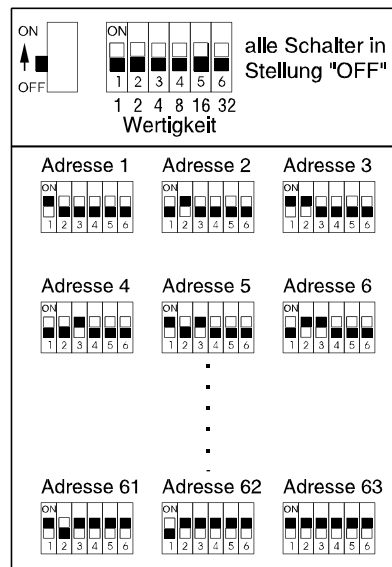 ON
OFF
ON
1 2 3 4 5 6
1 2 4 8 16 32
Wertigkeit
alle Schalter in
Stellung "OFF"
Adresse 1 Adresse 2 Adresse 3
ON ON ON
1 2 3 4 5 6 1 2 3 4 5 6 1 2 3 4 5 6
Adresse 4 Adresse 5 Adresse 6
ON ON ON
1 2 3 4 5 6 1 2 3 4 5 6 1 2 3 4 5 6
Adresse 61 Adresse 62 Adresse 63
ON ON ON
1 2 3 4 5 6 1 2 3 4 5 6 1 2 3 4 5 6